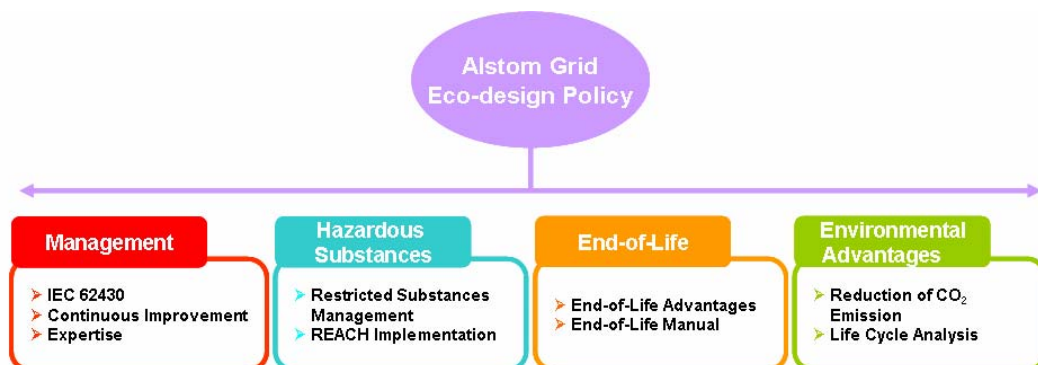 Alstom Grid
Eco-design Policy
Management
IEC 62430
Continuous Improvement
Expertise
Hazardous
Substances
Restricted Substances
Management
REACH Implementation
End-of-Life
End-of-Life Advantages
End-of-Life Manual
Environmental
Advantages
Reduction of CO₂
Emission
Life Cycle Analysis